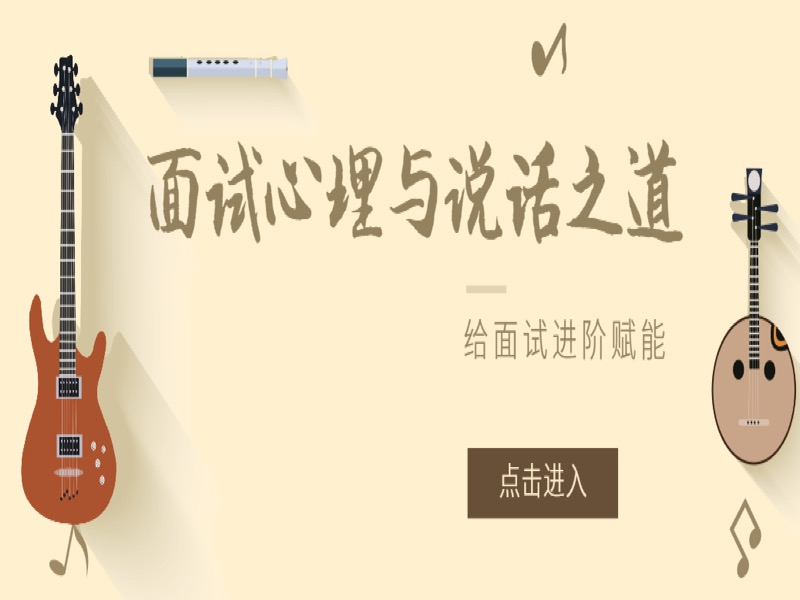 面试心理与说话之道
给面试进阶赋能
点击进入